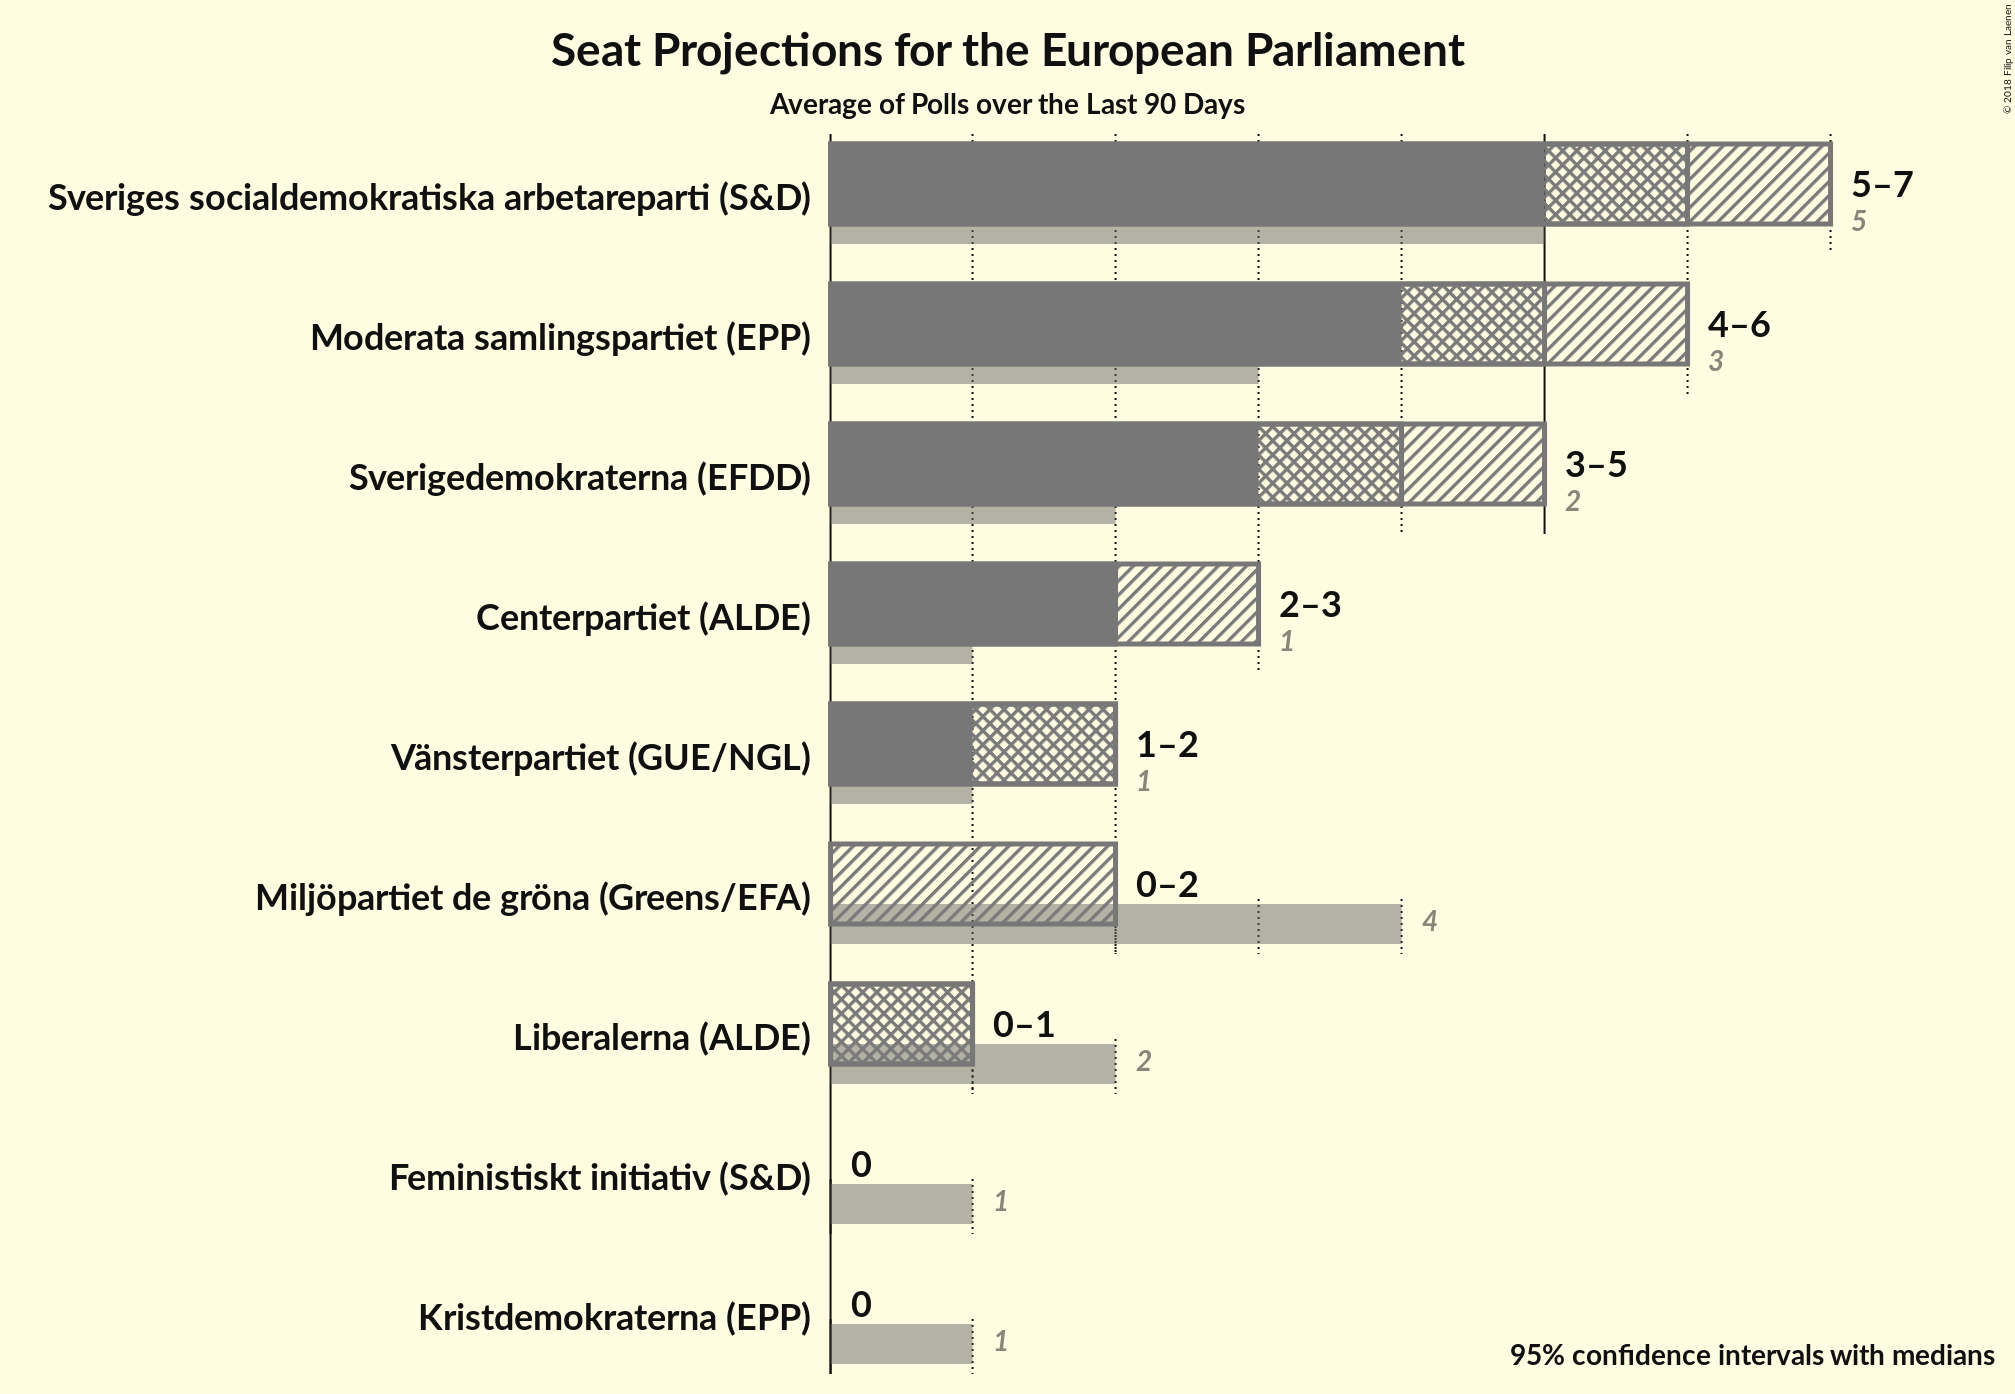 Seat Projections for the European Parliament
Average of Polls over the Last 90 Days
© 2018 Filip van Laenen
Sveriges socialdemokratiska arbetareparti (S&D)
5–7
5
Moderata samlingspartiet (EPP)
4–6
3
Sverigedemokraterna (EFDD)
3–5
2
Centerpartiet (ALDE)
2–3
1
Vänsterpartiet (GUE/NGL)
1–2
1
Miljöpartiet de gröna (Greens/EFA)
0–2
4
Liberalerna (ALDE)
0–1
2
Feministiskt initiativ (S&D)
0
1
Kristdemokraterna (EPP)
0
1
95% confidence intervals with medians